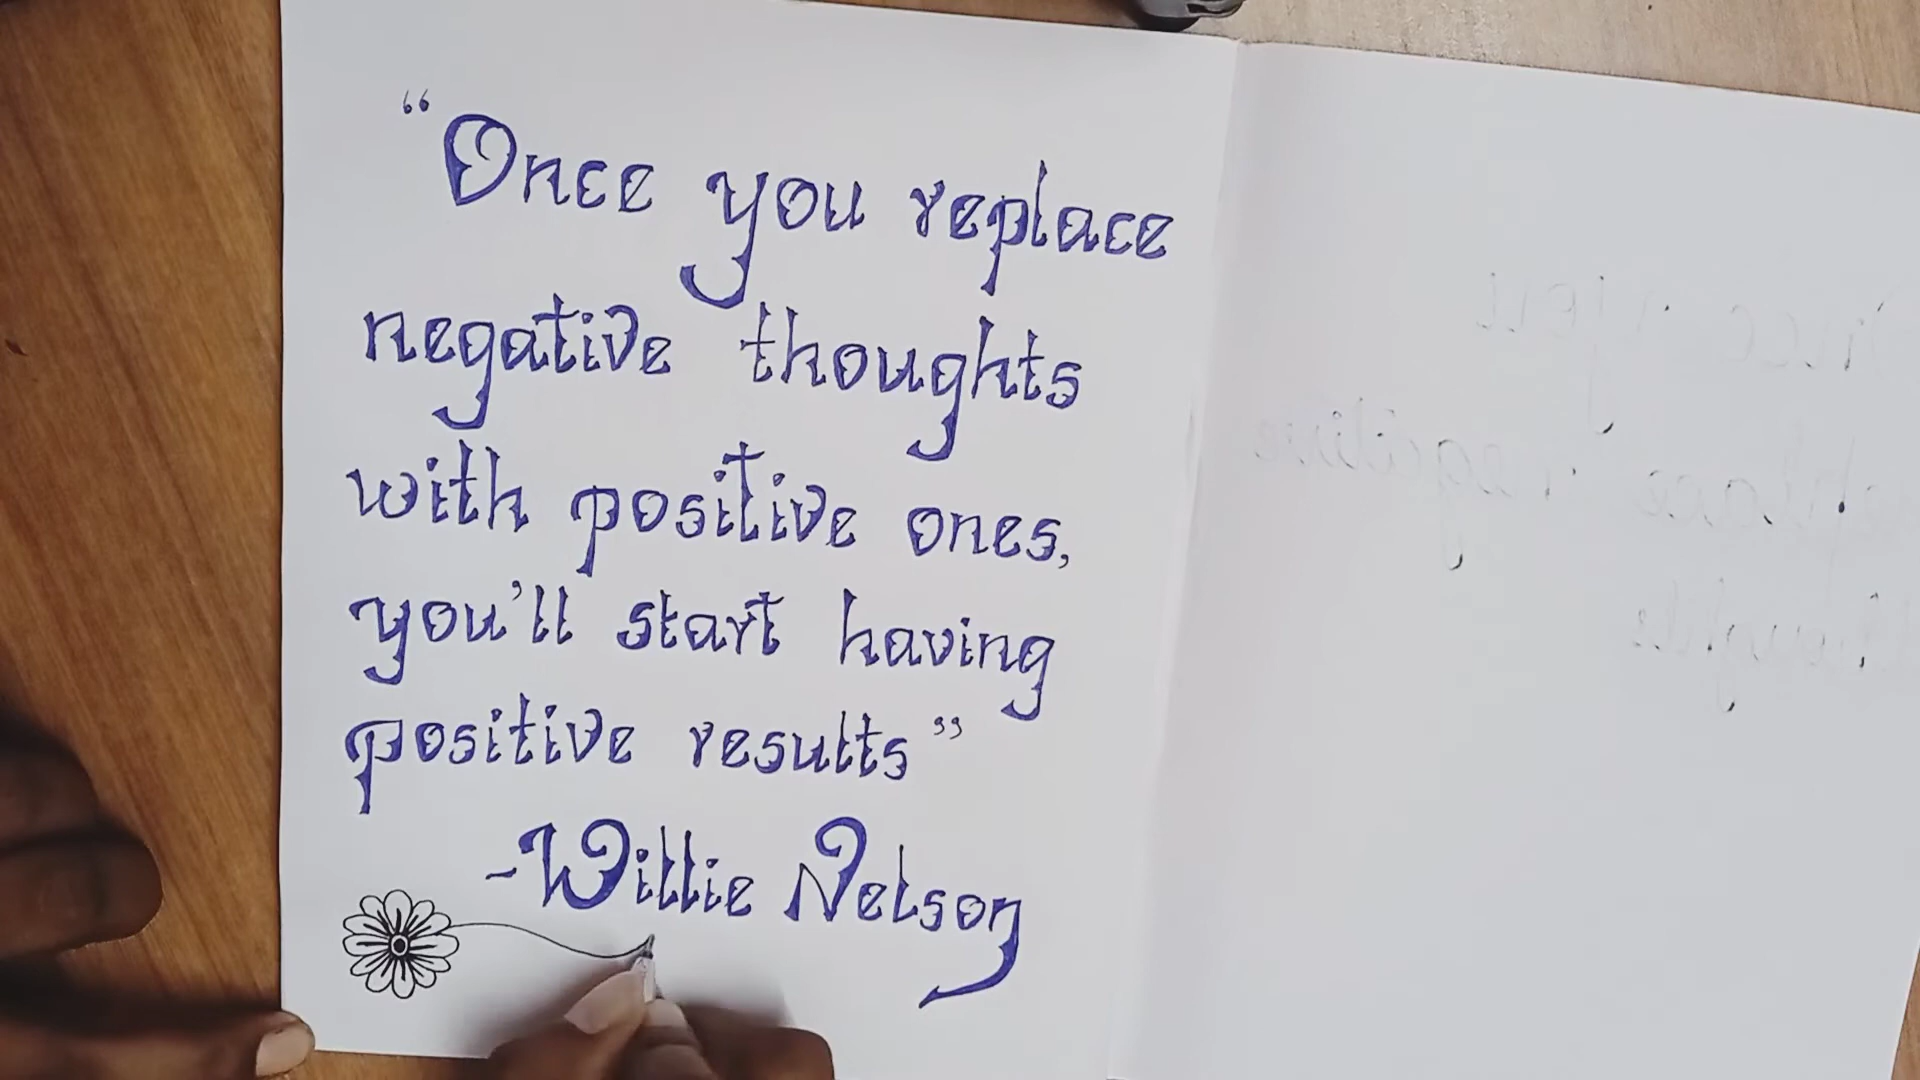 “Once you replace
negative thoughts
with positive ones,
you'll start having
positive results”
-Willie Nelson